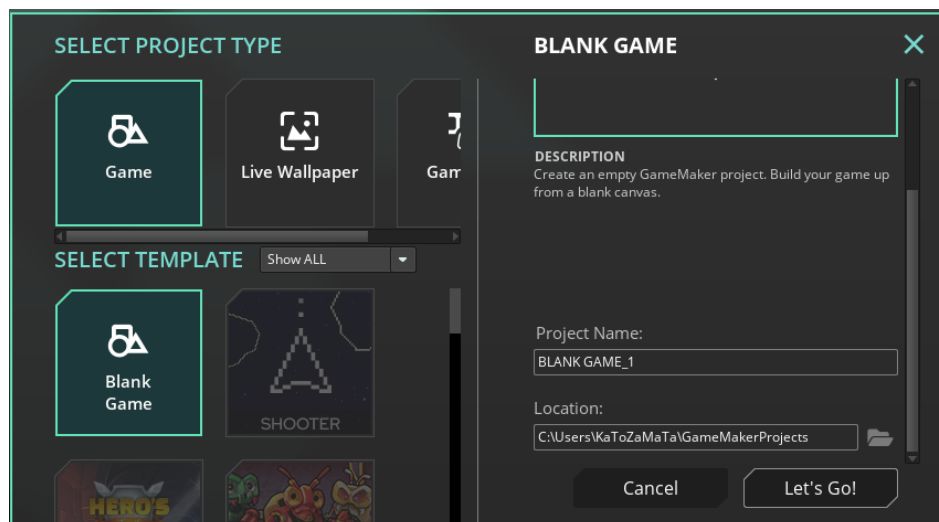 SELECT PROJECT TYPE
Game
Live Wallpaper
Gam
SELECT TEMPLATE
Show ALL
Blank
Game
SHOOTER
HERO'S
BLANK GAME
DESCRIPTION
Create an empty GameMaker project. Build your game up
from a blank canvas.
Project Name:
BLANK GAME_1
Location:
C:\Users\KaToZaMaTa\GameMakerProjects
Cancel
Let's Go!